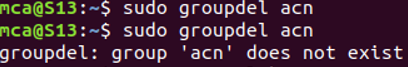 mca@S13:~$ sudo groupdel acn
mca@S13:~$ sudo groupdel acn
groupdel: group 'acn' does not exist